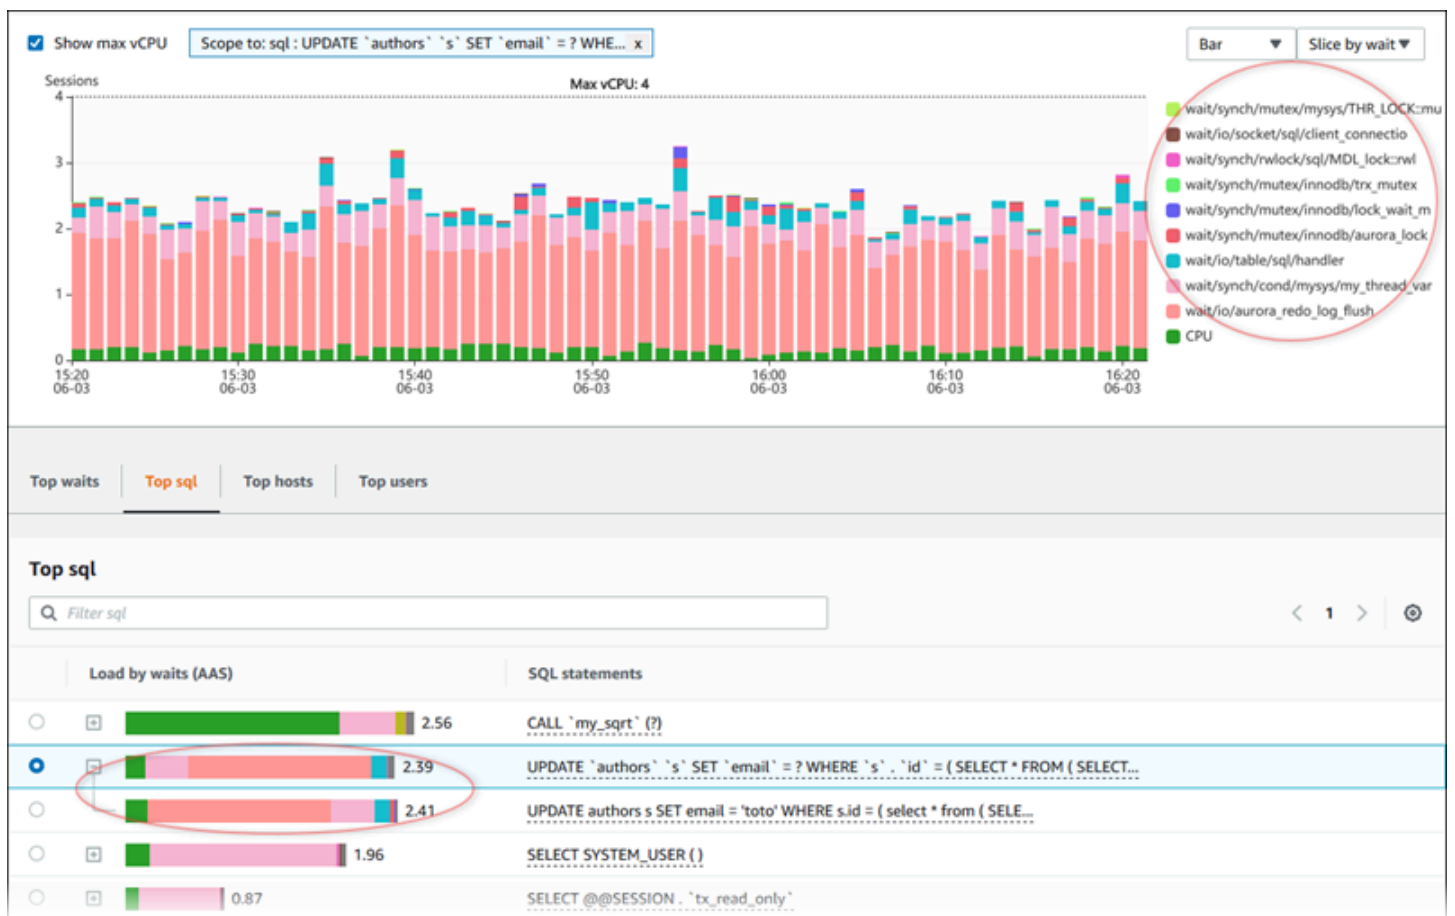 Show max vCPU
Scope to: sql : UPDATE `authors` `s` SET `email` = ? WHE... x
Bar
Slice by wait
Sessions
Max vCPU: 4
4
3
2
1
0
15:20 06-03
15:30 06-03
15:40 06-03
15:50 06-03
16:00 06-03
16:10 06-03
16:20 06-03
wait/synch/mutex/mysys/THR_LOCK::mu
wait/io/socket/sql/client_connectio
wait/synch/rwlock/sql/MDL_lock::rwl
wait/synch/mutex/innodb/trx_mutex
wait/synch/mutex/innodb/lock_wait_m
wait/synch/mutex/innodb/aurora_lock
wait/io/table/sql/handler
wait/synch/cond/mysys/my_thread_var
wait/io/aurora_redo_log_flush
CPU
Top waits
Top sql
Top hosts
Top users
Top sql
Filter sql
1
Load by waits (AAS)
SQL statements
2.56
CALL `my_sqrt` (?)
2.39
UPDATE `authors` `s` SET `email` = ? WHERE `s` . `id` = ( SELECT * FROM ( SELECT...
2.41
UPDATE authors s SET email = 'toto' WHERE s.id = ( select * from ( SELE...
1.96
SELECT SYSTEM_USER ( )
0.87
SELECT @@SESSION . `tx_read_only`